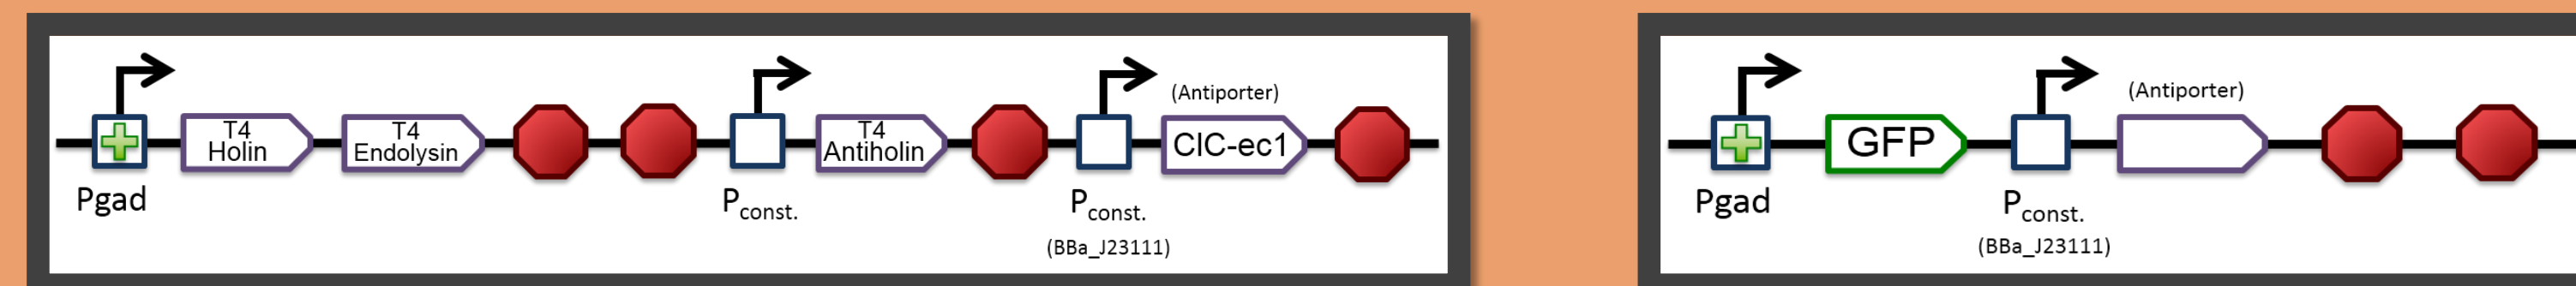 (Antiporter)
T4
Holin
T4
Endolysin
T4
Antiholin
ClC-ec1
Pgad
Pconst.
Pconst.
(BBa_J23111)
(Antiporter)
GFP
Pgad
Pconst.
(BBa_J23111)